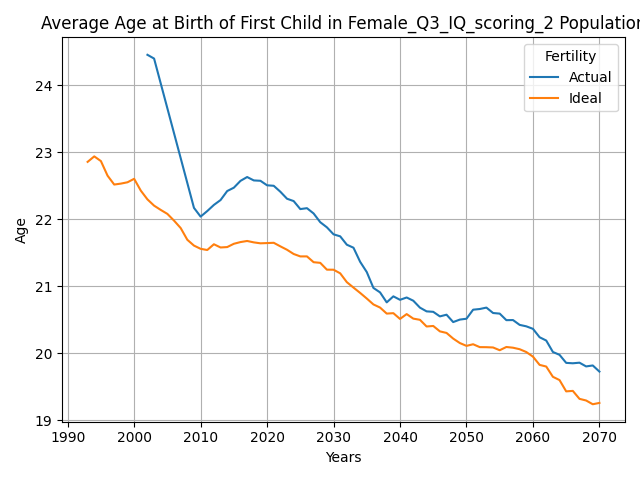 Average Age at Birth of First Child in Female_Q3_IQ_scoring_2 Population
Fertility
Actual
Ideal
Age
24
23
22
21
20
19
1990 2000 2010 2020 2030 2040 2050 2060 2070
Years